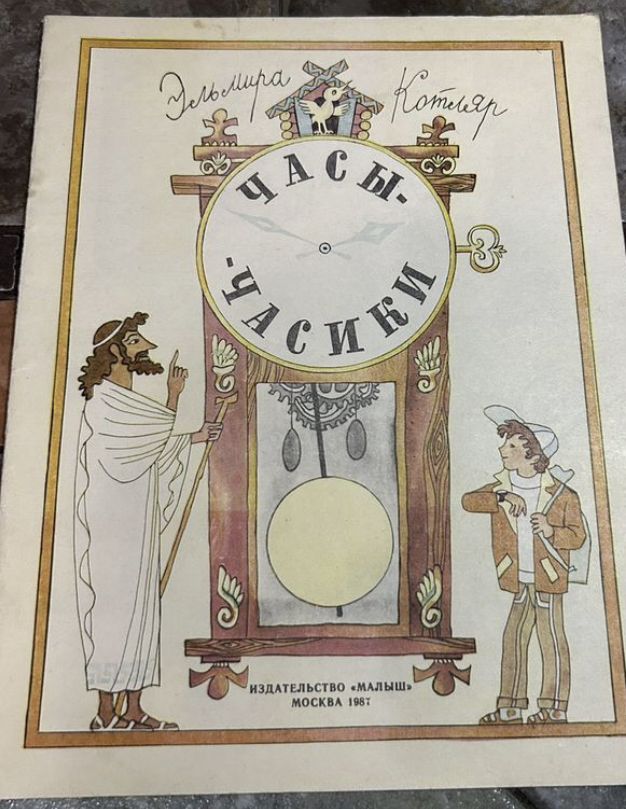 Эльмира Котляр
ЧАСЫ-
-ЧАСИКИ
ИЗДАТЕЛЬСТВО «МАЛЫШ»
МОСКВА 1987